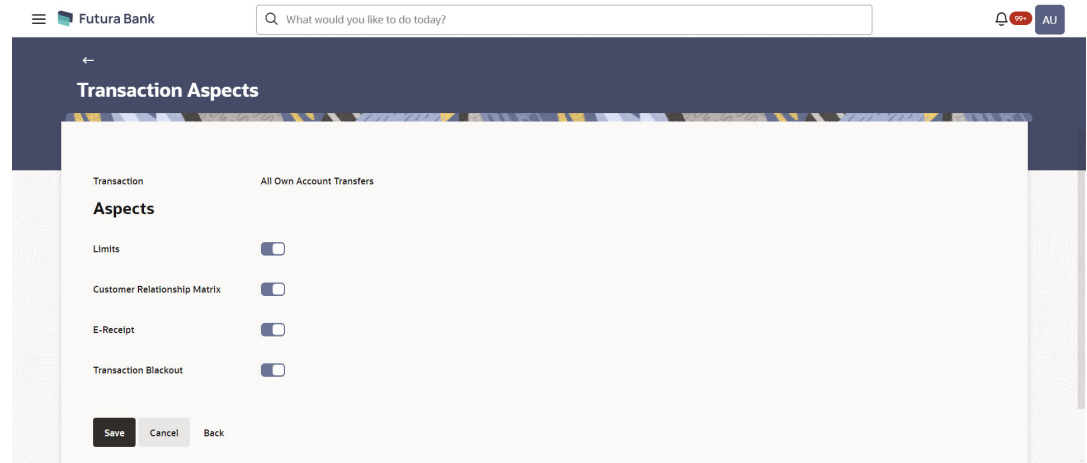 Futura Bank
What would you like to do today?
99+
AU
Transaction Aspects
Transaction All Own Account Transfers
Aspects
Limits
Customer Relationship Matrix
E-Receipt
Transaction Blackout
Save Cancel Back